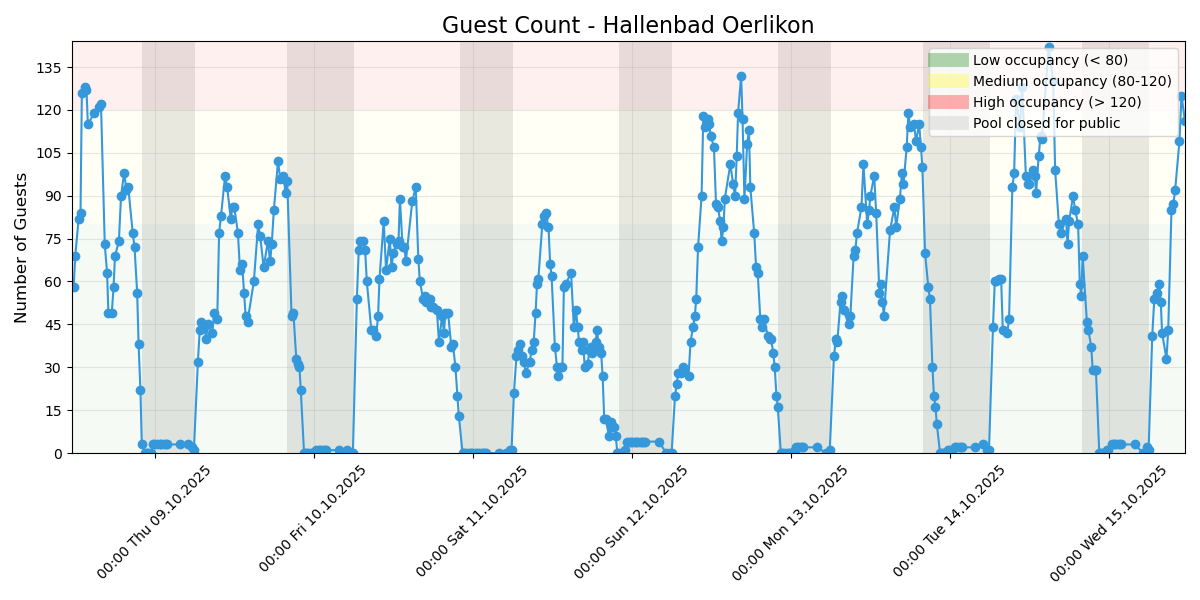 Guest Count - Hallenbad Oerlikon
Number of Guests
135
120
105
90
75
60
45
30
15
0
Low occupancy (< 80)
Medium occupancy (80-120)
High occupancy (> 120)
Pool closed for public
00:00 Thu 09.10.2025
00:00 Fri 10.10.2025
00:00 Sat 11.10.2025
00:00 Sun 12.10.2025
00:00 Mon 13.10.2025
00:00 Tue 14.10.2025
00:00 Wed 15.10.2025